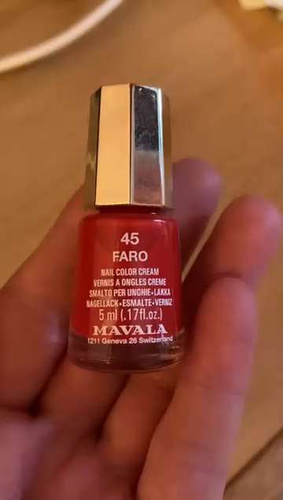 45
FARO
NAIL COLOR CREAM
VERNIS A ONGLES CREME
SMALTO PER UNGHIE•LAKKA
NAGELLACK•ESMALTE•VERNIZ
5 ml (.17fl.oz.)
MAVALA
1211 Geneva 26 Switzerland